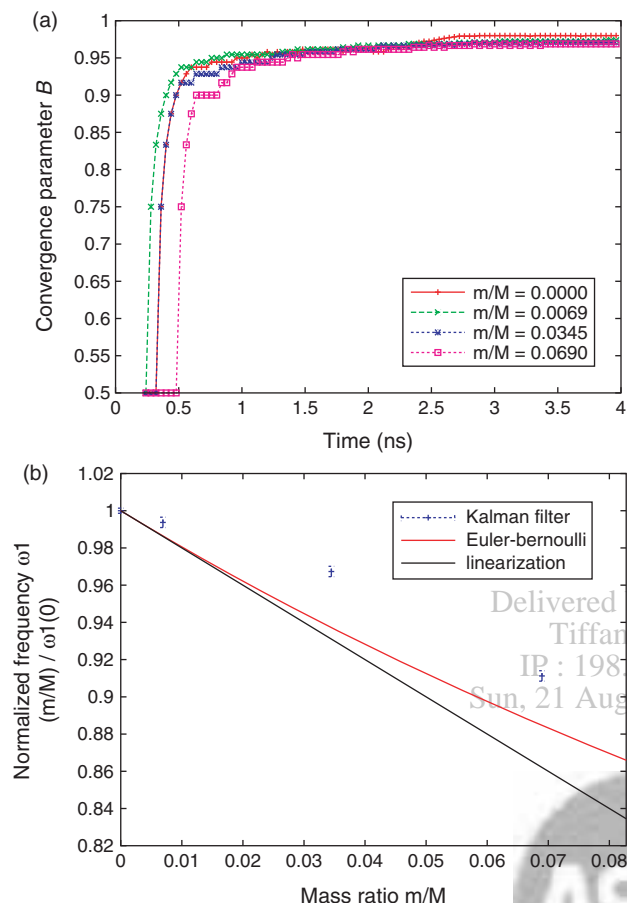 (a)
Convergence parameter B
1
0.95
0.9
0.85
0.8
0.75
0.7
0.65
0.6
0.55
0.5
0 0.5 1 1.5 2 2.5 3 3.5 4
Time (ns)
m/M = 0.0000
m/M = 0.0069
m/M = 0.0345
m/M = 0.0690
(b)
Normalized frequency ω1
(m/M) / ω1(0)
1.02
1
0.98
0.96
0.94
0.92
0.9
0.88
0.86
0.84
0.82
0 0.01 0.02 0.03 0.04 0.05 0.06 0.07 0.08
Mass ratio m/M
Kalman filter
Euler-bernoulli
linearization
Delivered
Tiffan
IP : 198.
Sun, 21 Aug